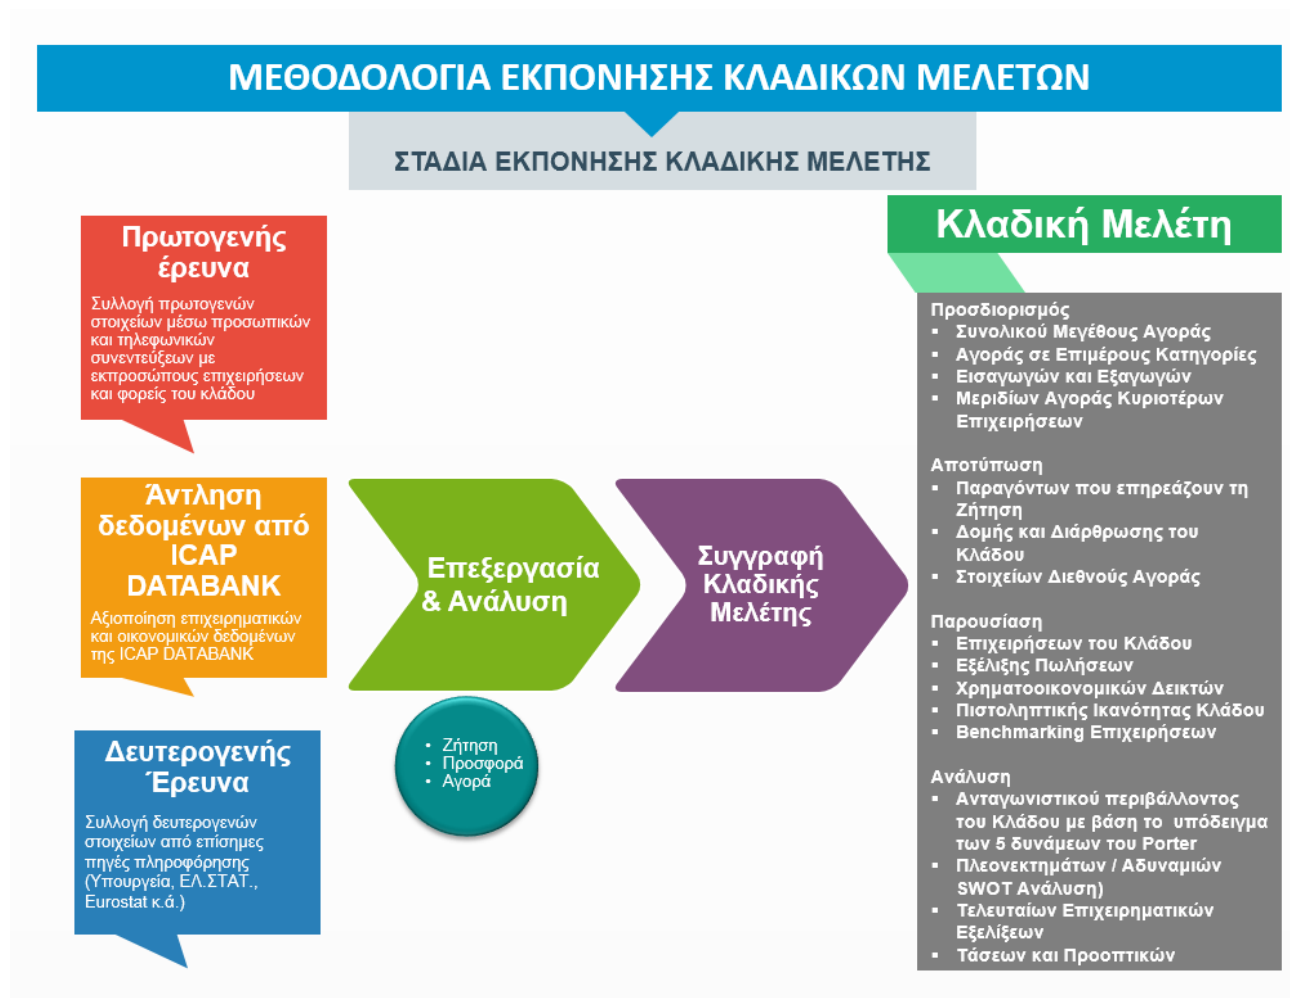 ΜΕΘΟΔΟΛΟΓΙΑ ΕΚΠΟΝΗΣΗΣ ΚΛΑΔΙΚΩΝ ΜΕΛΕΤΩΝ
ΣΤΑΔΙΑ ΕΚΠΟΝΗΣΗΣ ΚΛΑΔΙΚΗΣ ΜΕΛΕΤΗΣ
Πρωτογενής
έρευνα
Συλλογή πρωτογενών
στοιχείων μέσω προσωπικών
και τηλεφωνικών
συνεντεύξεων με
εκπροσώπους επιχειρήσεων
και φορείς του κλάδου
Άντληση
δεδομένων από
ICAP
DATABANK
Αξιοποίηση επιχειρηματικών
και οικονομικών δεδομένων
της ICAP DATABANK
Δευτερογενής
Έρευνα
Συλλογή δευτερογενών
στοιχείων από επίσημες
πηγές πληροφόρησης
(Υπουργεία, ΕΛ.ΣΤΑΤ.,
Eurostat κ.ά.)
Επεξεργασία
& Ανάλυση
• Ζήτηση
• Προσφορά
• Αγορά
Συγγραφή
Κλαδικής
Μελέτης
Κλαδική Μελέτη
Προσδιορισμός
▪ Συνολικού Μεγέθους Αγοράς
▪ Αγοράς σε Επιμέρους Κατηγορίες
▪ Εισαγωγών και Εξαγωγών
▪ Μεριδίων Αγοράς Κυριοτέρων
Επιχειρήσεων
Αποτύπωση
▪ Παραγόντων που επηρεάζουν τη
Ζήτηση
▪ Δομής και Διάρθρωσης του
Κλάδου
▪ Στοιχείων Διεθνούς Αγοράς
Παρουσίαση
▪ Επιχειρήσεων του Κλάδου
▪ Εξέλιξης Πωλήσεων
▪ Χρηματοοικονομικών Δεικτών
▪ Πιστοληπτικής Ικανότητας Κλάδου
▪ Benchmarking Επιχειρήσεων
Ανάλυση
▪ Ανταγωνιστικού περιβάλλοντος
του Κλάδου με βάση το υπόδειγμα
των 5 δυνάμεων του Porter
▪ Πλεονεκτημάτων / Αδυναμιών
SWOT Ανάλυση)
▪ Τελευταίων Επιχειρηματικών
Εξελίξεων
▪ Τάσεων και Προοπτικών